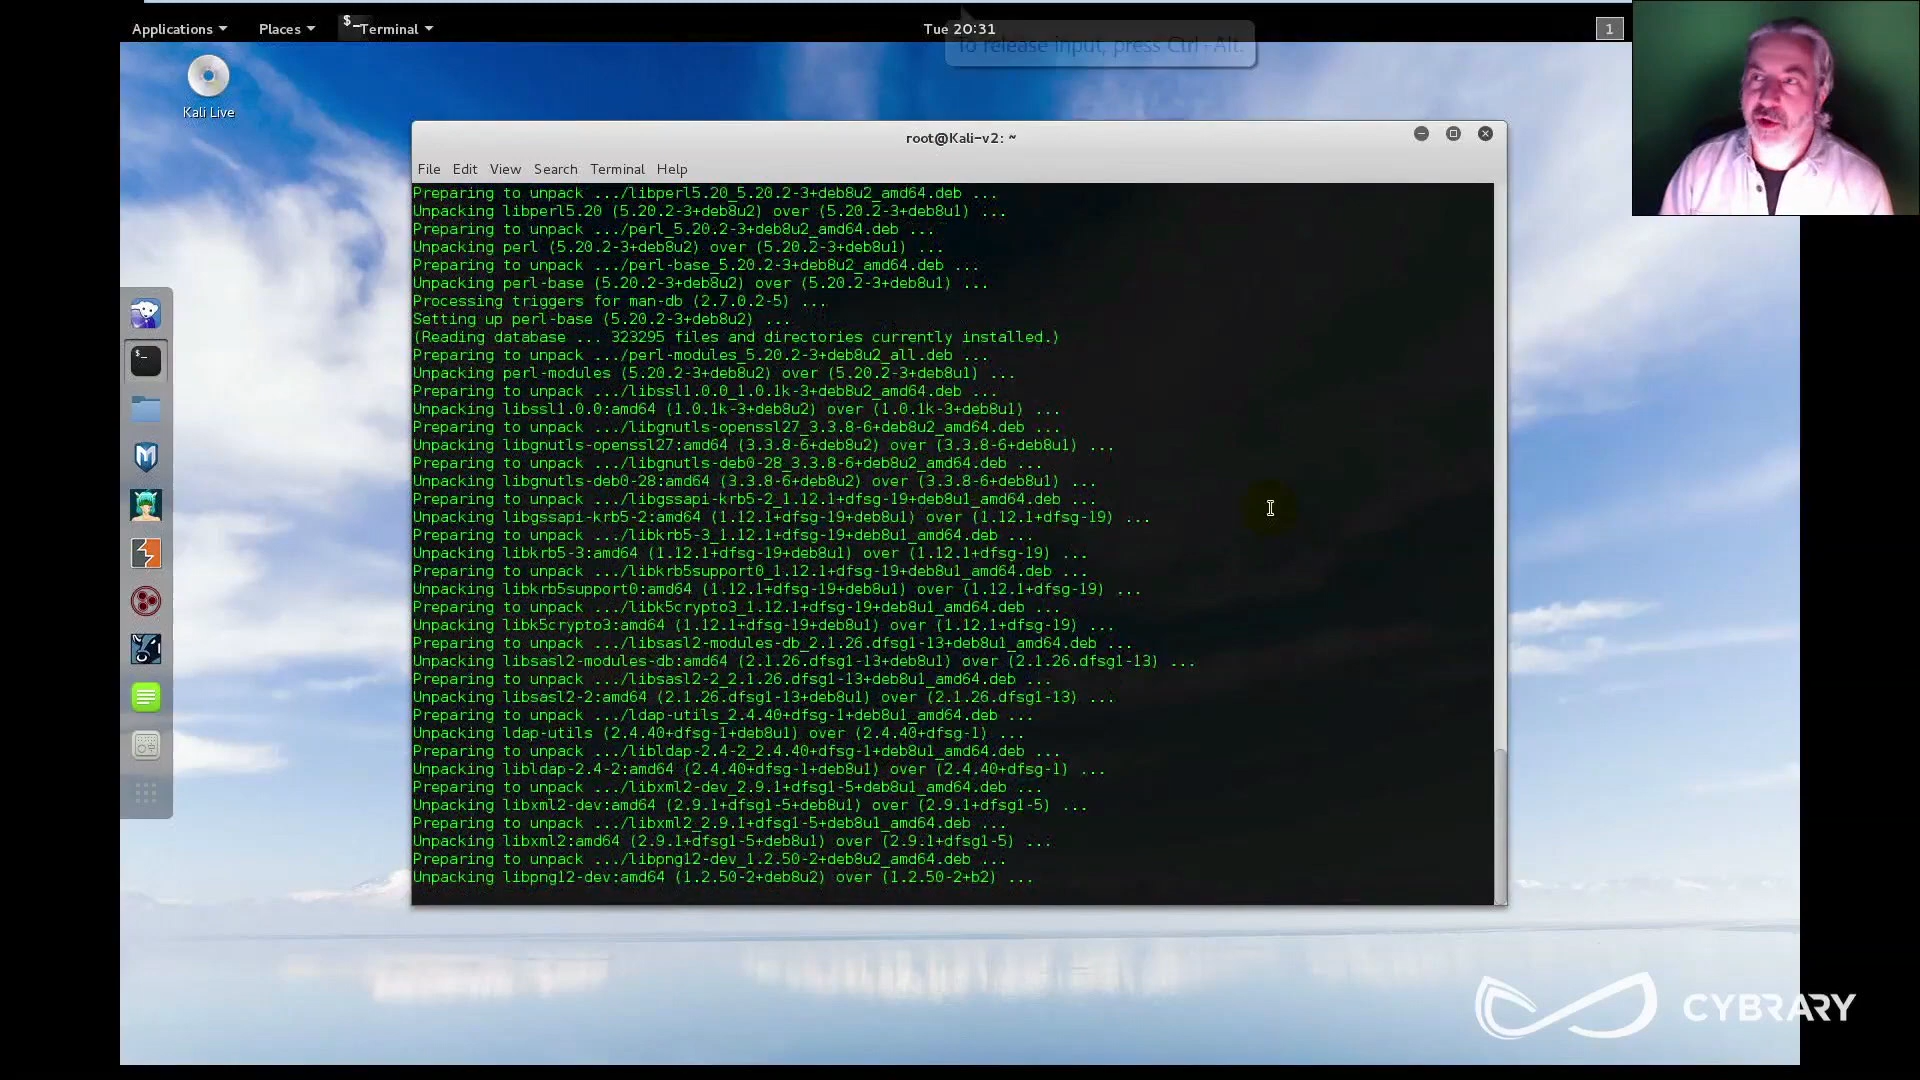 Applications
Places
$_ Terminal
Tue 20:31
1
To release input, press Ctrl+Alt.
Kali Live
root@Kali-v2: ~
File Edit View Search Terminal Help
Preparing to unpack .../libperl5.20_5.20.2-3+deb8u2_amd64.deb ...
Unpacking libperl5.20 (5.20.2-3+deb8u2) over (5.20.2-3+deb8u1) ...
Preparing to unpack .../perl_5.20.2-3+deb8u2_amd64.deb ...
Unpacking perl (5.20.2-3+deb8u2) over (5.20.2-3+deb8u1) ...
Preparing to unpack .../perl-base_5.20.2-3+deb8u2_amd64.deb ...
Unpacking perl-base (5.20.2-3+deb8u2) over (5.20.2-3+deb8u1) ...
Processing triggers for man-db (2.7.0.2-5) ...
Setting up perl-base (5.20.2-3+deb8u2) ...
(Reading database ... 323295 files and directories currently installed.)
Preparing to unpack .../perl-modules_5.20.2-3+deb8u2_all.deb ...
Unpacking perl-modules (5.20.2-3+deb8u2) over (5.20.2-3+deb8u1) ...
Preparing to unpack .../libssl1.0.0_1.0.1k-3+deb8u2_amd64.deb ...
Unpacking libssl1.0.0:amd64 (1.0.1k-3+deb8u2) over (1.0.1k-3+deb8u1) ...
Preparing to unpack .../libgnutls-openssl27_3.3.8-6+deb8u2_amd64.deb ...
Unpacking libgnutls-openssl27:amd64 (3.3.8-6+deb8u2) over (3.3.8-6+deb8u1) ...
Preparing to unpack .../libgnutls-deb0-28_3.3.8-6+deb8u2_amd64.deb ...
Unpacking libgnutls-deb0-28:amd64 (3.3.8-6+deb8u2) over (3.3.8-6+deb8u1) ...
Preparing to unpack .../libgssapi-krb5-2_1.12.1+dfsg-19+deb8u1_amd64.deb ...
Unpacking libgssapi-krb5-2:amd64 (1.12.1+dfsg-19+deb8u1) over (1.12.1+dfsg-19) ...
Preparing to unpack .../libkrb5-3_1.12.1+dfsg-19+deb8u1_amd64.deb ...
Unpacking libkrb5-3:amd64 (1.12.1+dfsg-19+deb8u1) over (1.12.1+dfsg-19) ...
Preparing to unpack .../libkrb5support0_1.12.1+dfsg-19+deb8u1_amd64.deb ...
Unpacking libkrb5support0:amd64 (1.12.1+dfsg-19+deb8u1) over (1.12.1+dfsg-19) ...
Preparing to unpack .../libk5crypto3_1.12.1+dfsg-19+deb8u1_amd64.deb ...
Unpacking libk5crypto3:amd64 (1.12.1+dfsg-19+deb8u1) over (1.12.1+dfsg-19) ...
Preparing to unpack .../libsasl2-modules-db_2.1.26.dfsg1-13+deb8u1_amd64.deb ...
Unpacking libsasl2-modules-db:amd64 (2.1.26.dfsg1-13+deb8u1) over (2.1.26.dfsg1-13) ...
Preparing to unpack .../libsasl2-2_2.1.26.dfsg1-13+deb8u1_amd64.deb ...
Unpacking libsasl2-2:amd64 (2.1.26.dfsg1-13+deb8u1) over (2.1.26.dfsg1-13) ...
Preparing to unpack .../ldap-utils_2.4.40+dfsg-1+deb8u1_amd64.deb ...
Unpacking ldap-utils (2.4.40+dfsg-1+deb8u1) over (2.4.40+dfsg-1) ...
Preparing to unpack .../libldap-2.4-2_2.4.40+dfsg-1+deb8u1_amd64.deb ...
Unpacking libldap-2.4-2:amd64 (2.4.40+dfsg-1+deb8u1) over (2.4.40+dfsg-1) ...
Preparing to unpack .../libxml2-dev_2.9.1+dfsg1-5+deb8u1_amd64.deb ...
Unpacking libxml2-dev:amd64 (2.9.1+dfsg1-5+deb8u1) over (2.9.1+dfsg1-5) ...
Preparing to unpack .../libxml2_2.9.1+dfsg1-5+deb8u1_amd64.deb ...
Unpacking libxml2:amd64 (2.9.1+dfsg1-5+deb8u1) over (2.9.1+dfsg1-5) ...
Preparing to unpack .../libpng12-dev_1.2.50-2+deb8u2_amd64.deb ...
Unpacking libpng12-dev:amd64 (1.2.50-2+deb8u2) over (1.2.50-2+b2) ...
CYBRARY